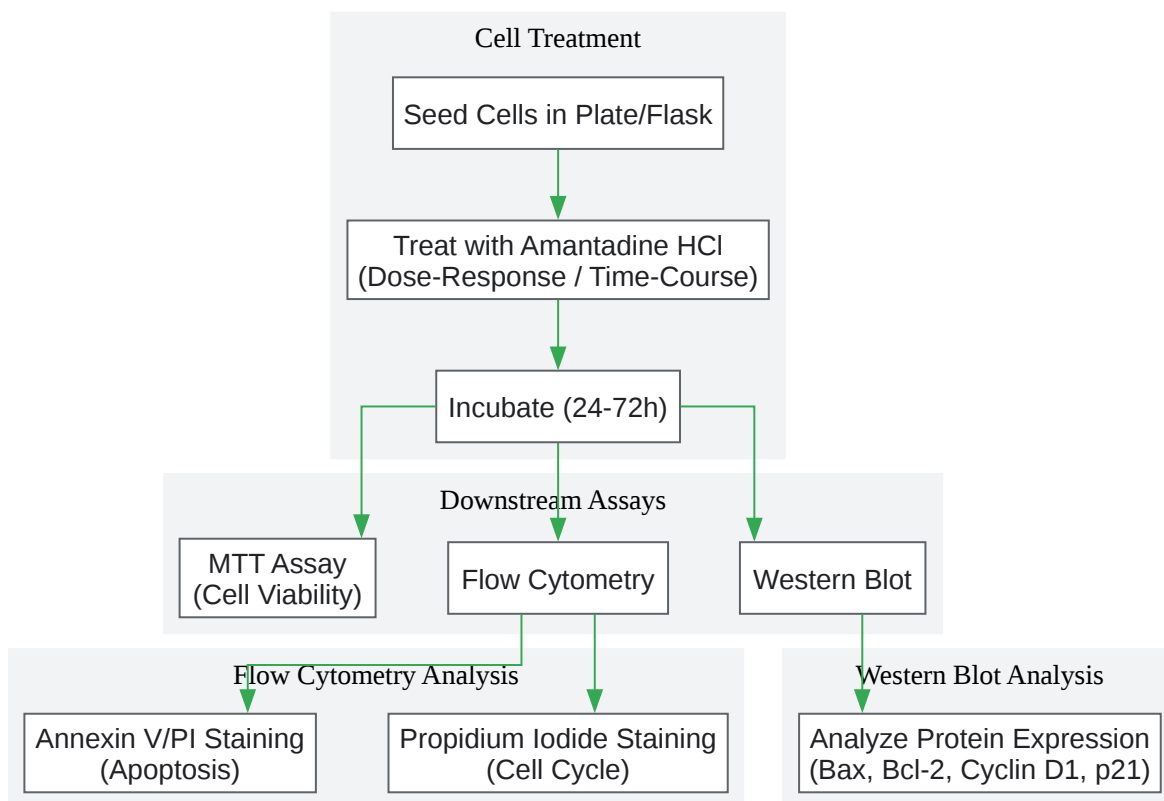 Cell Treatment
Seed Cells in Plate/Flask
Treat with Amantadine HCl
(Dose-Response / Time-Course)
Incubate (24-72h)
Downstream Assays
MTT Assay
(Cell Viability)
Flow Cytometry
Western Blot
Flow Cytometry Analysis
Western Blot Analysis
Annexin V/PI Staining
(Apoptosis)
Propidium Iodide Staining
(Cell Cycle)
Analyze Protein Expression
(Bax, Bcl-2, Cyclin D1, p21)